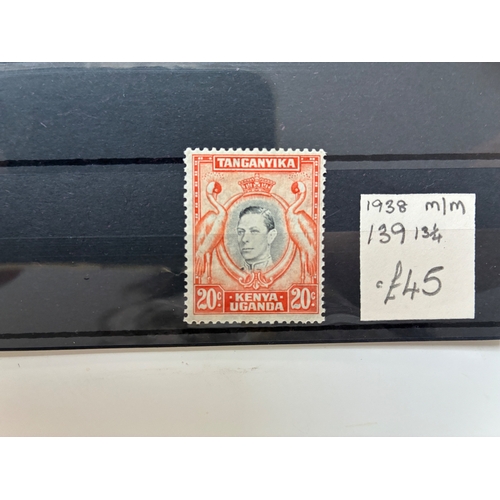 TANGANYIKA
20c. · KENYA · 20c.
UGANDA
1938 m/m
139 13¼
c£45